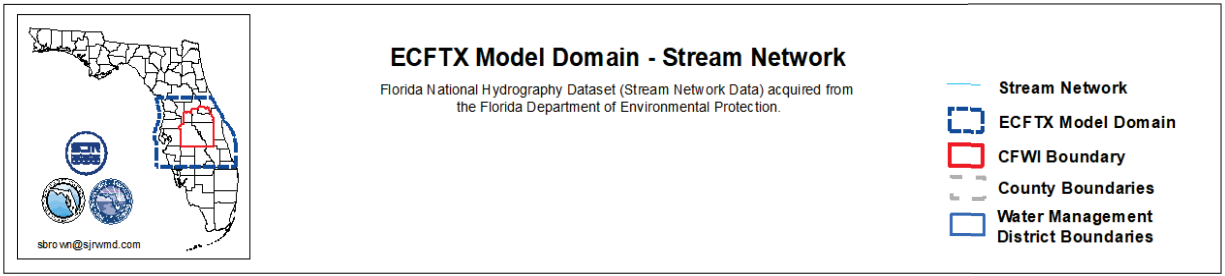 SJR
sbrown@sjrwmd.com
ECFTX Model Domain - Stream Network
Florida National Hydrography Dataset (Stream Network Data) acquired from
the Florida Department of Environmental Protection.
Stream Network
ECFTX Model Domain
CFWI Boundary
County Boundaries
Water Management
District Boundaries